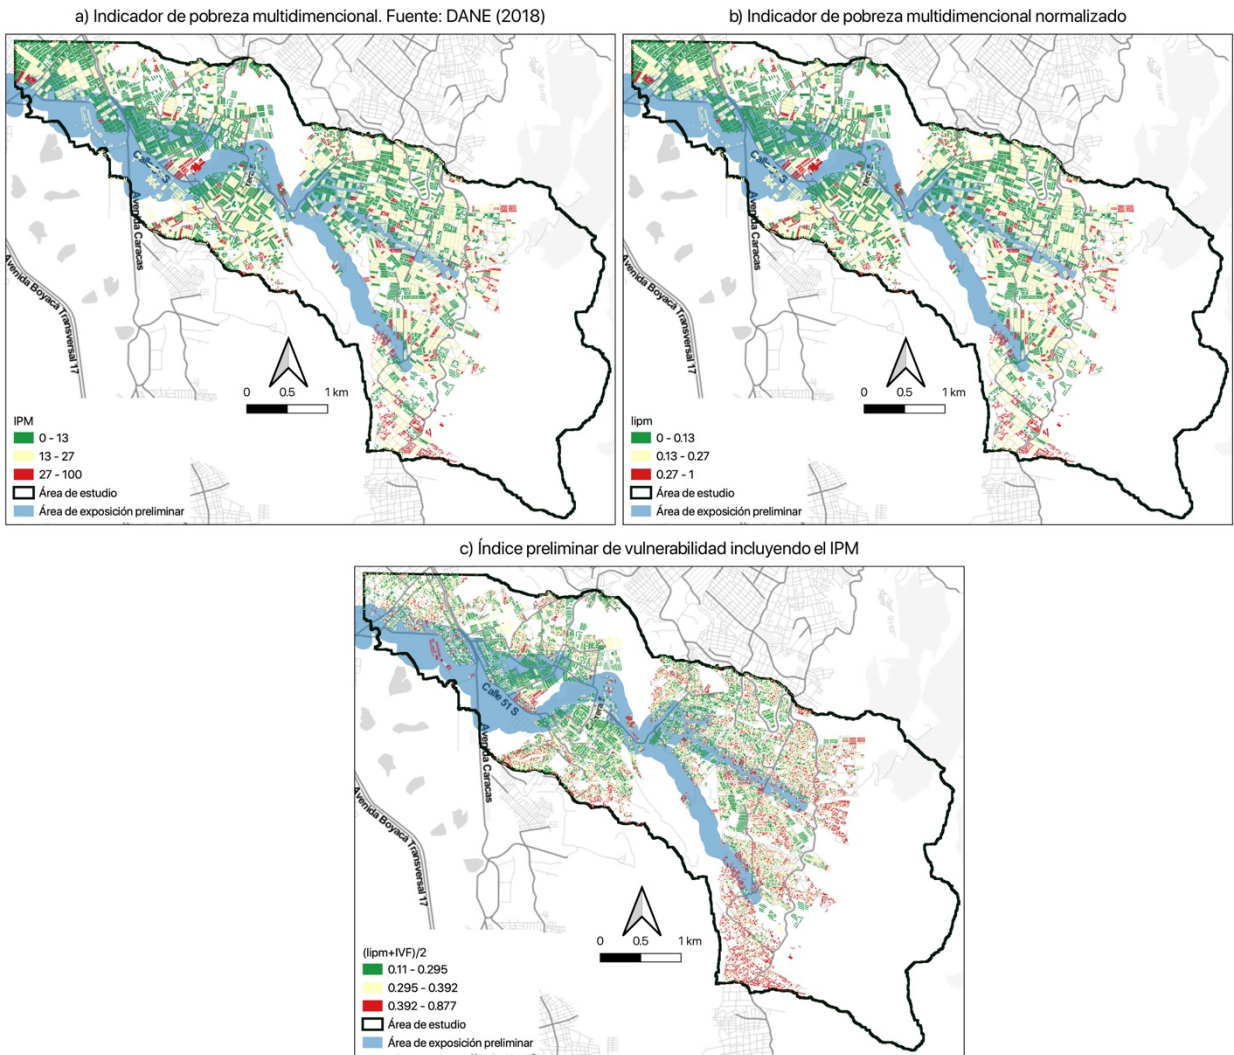 a) Indicador de pobreza multidimencional. Fuente: DANE (2018)
Calle S
Avenida Caracas
Avenida Boyacá Transversal 17
0 0.5 1 km
IPM
0 - 13
13 - 27
27 - 100
Área de estudio
Área de exposición preliminar
b) Indicador de pobreza multidimencional normalizado
S
Avenida Caracas
Avenida Boyacá Transversal 17
0 0.5 1 km
Iipm
0 - 0.13
0.13 - 0.27
0.27 - 1
Área de estudio
Área de exposición preliminar
c) Índice preliminar de vulnerabilidad incluyendo el IPM
Calle 51 S
Avenida Caracas
Avenida Boyacá Transversal 17
0 0.5 1 km
(Iipm+IVF)/2
0.11 - 0.295
0.295 - 0.392
0.392 - 0.877
Área de estudio
Área de exposición preliminar